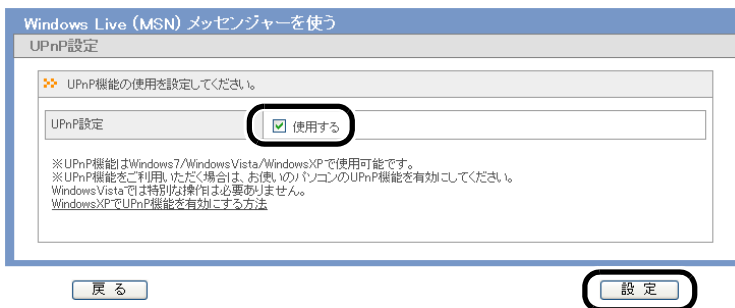 Windows Live (MSN) メッセンジャーを使う
UPnP設定
UPnP機能の使用を設定してください。
UPnP設定 使用する
※UPnP機能はWindows7/WindowsVista/WindowsXPで使用可能です。
※UPnP機能をご利用いただく場合は、お使いのパソコンのUPnP機能を有効にしてください。
WindowsVistaでは特別な操作は必要ありません。
WindowsXPでUPnP機能を有効にする方法
戻る 設定